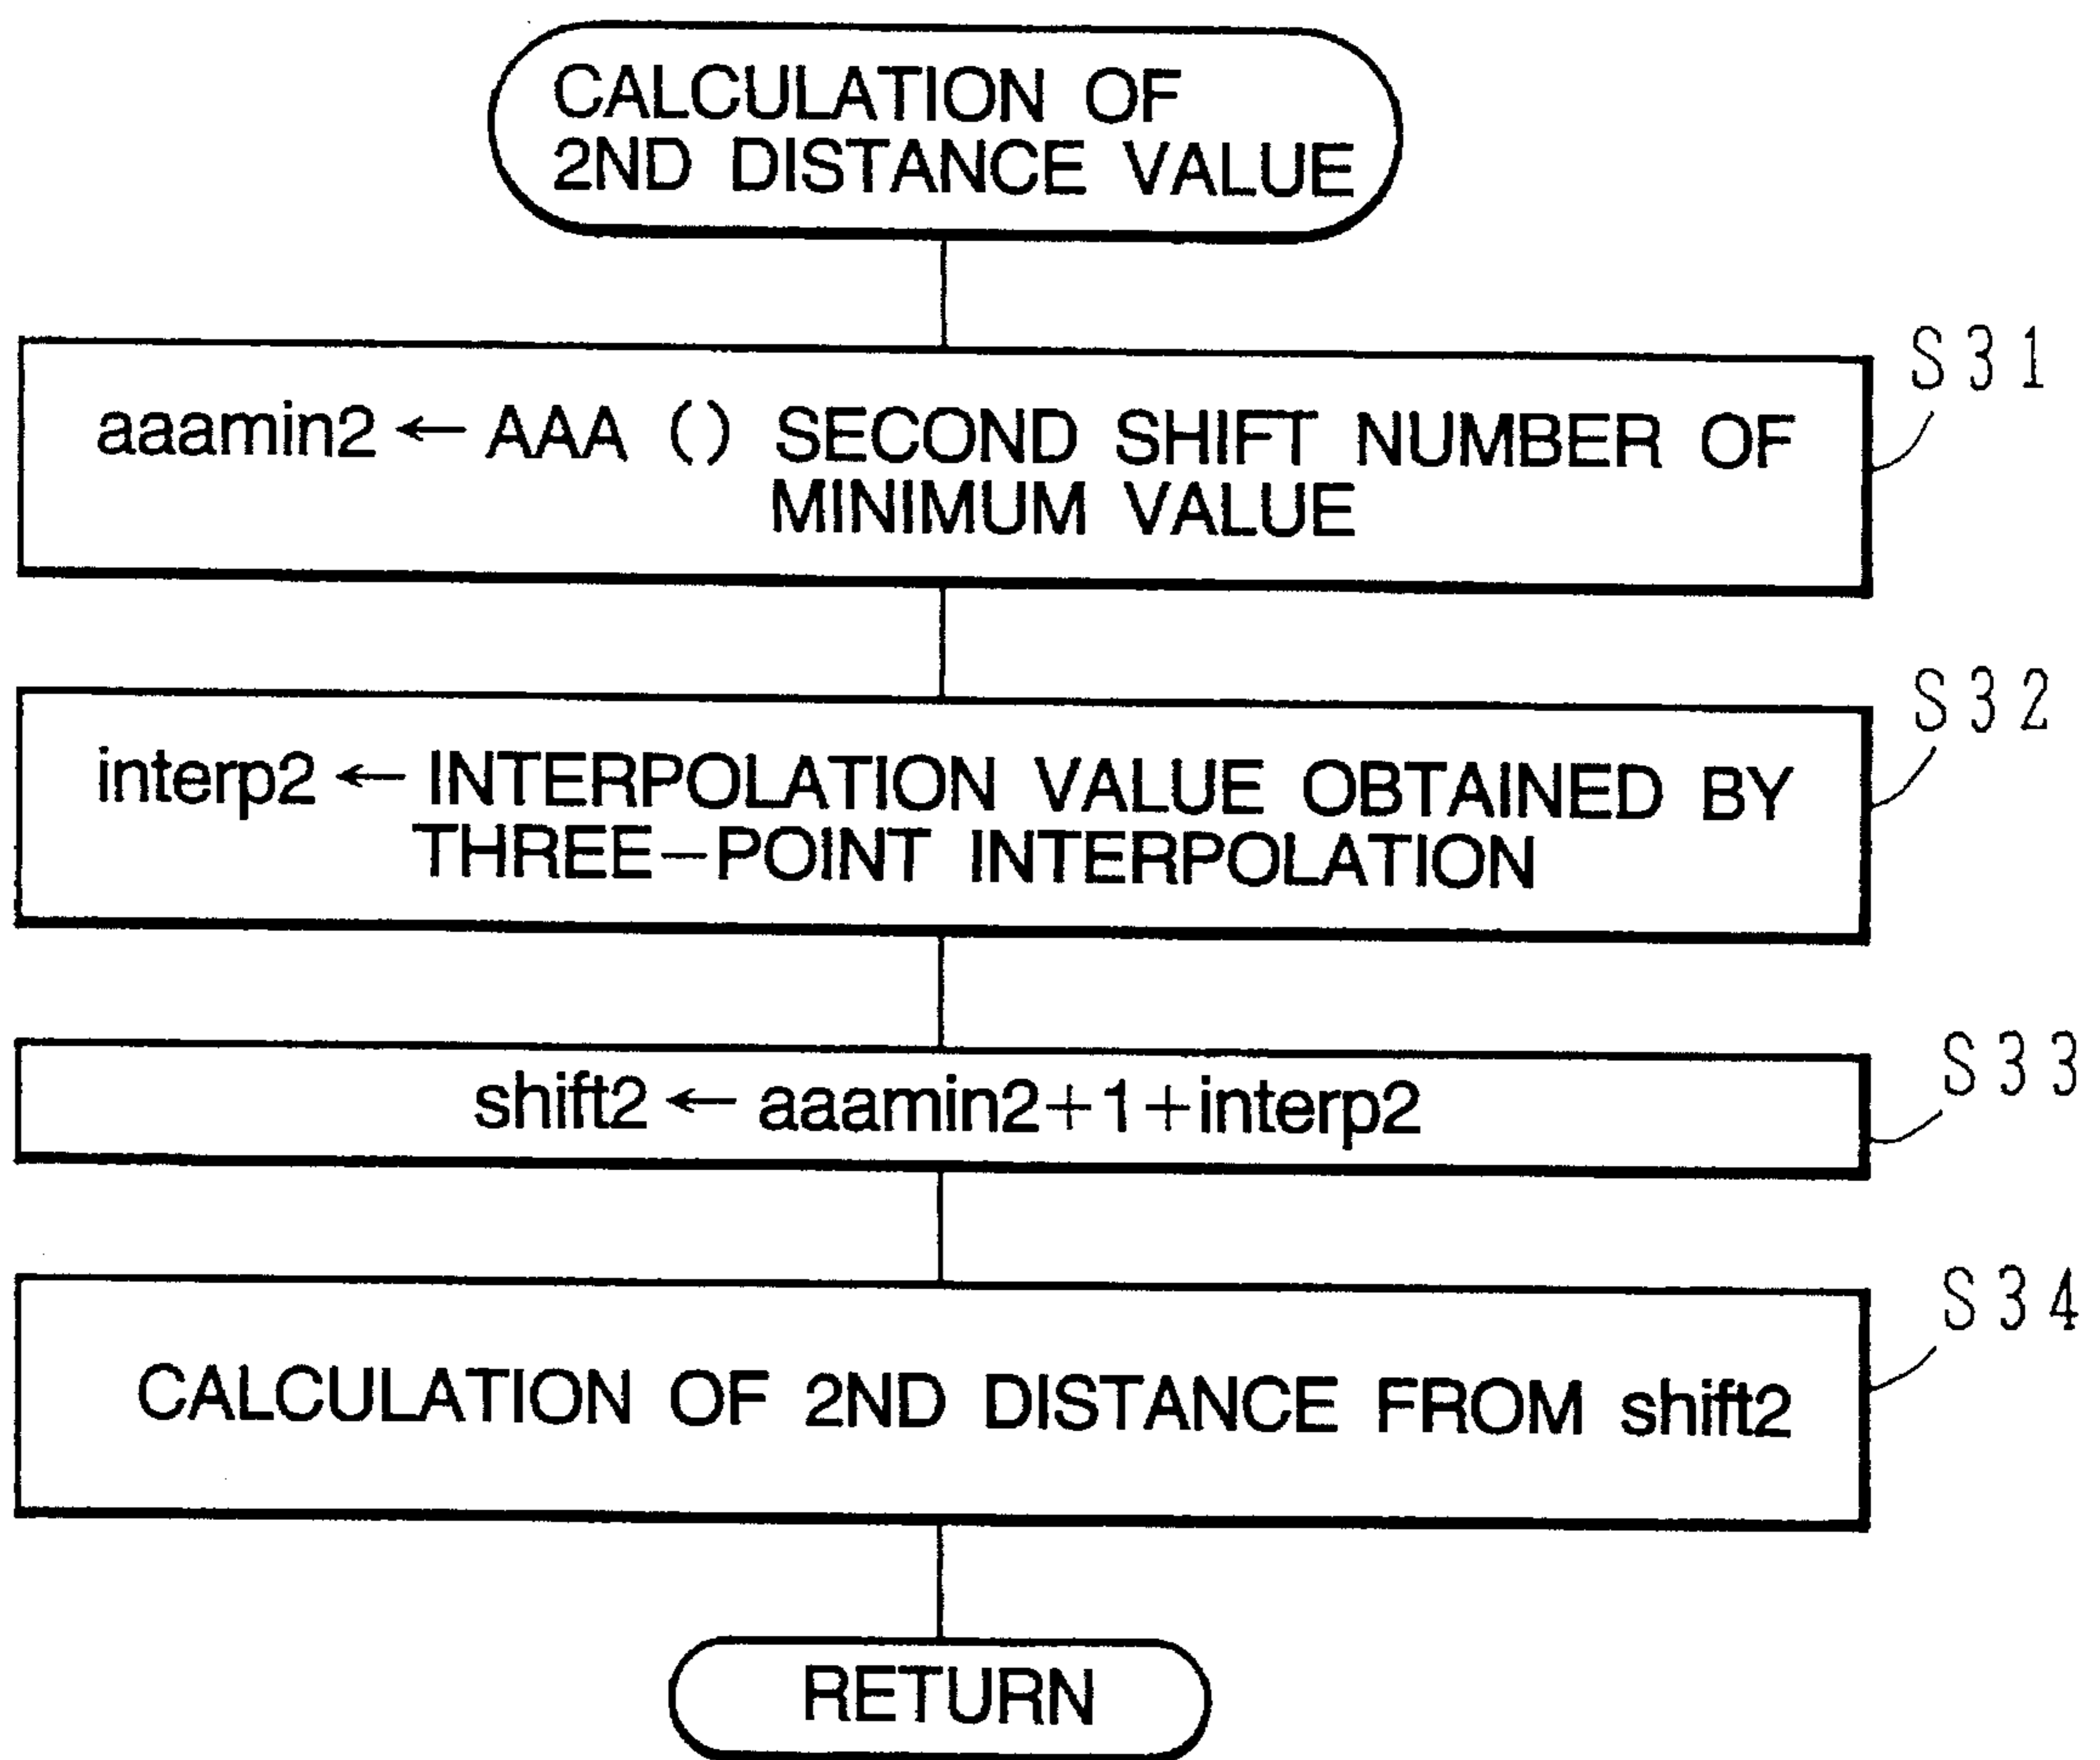 CALCULATION OF
2ND DISTANCE VALUE
S31
aaamin2 ← AAA () SECOND SHIFT NUMBER OF
MINIMUM VALUE
S32
interp2 ← INTERPOLATION VALUE OBTAINED BY
THREE-POINT INTERPOLATION
S33
shift2 ← aaamin2+1+interp2
S34
CALCULATION OF 2ND DISTANCE FROM shift2
RETURN